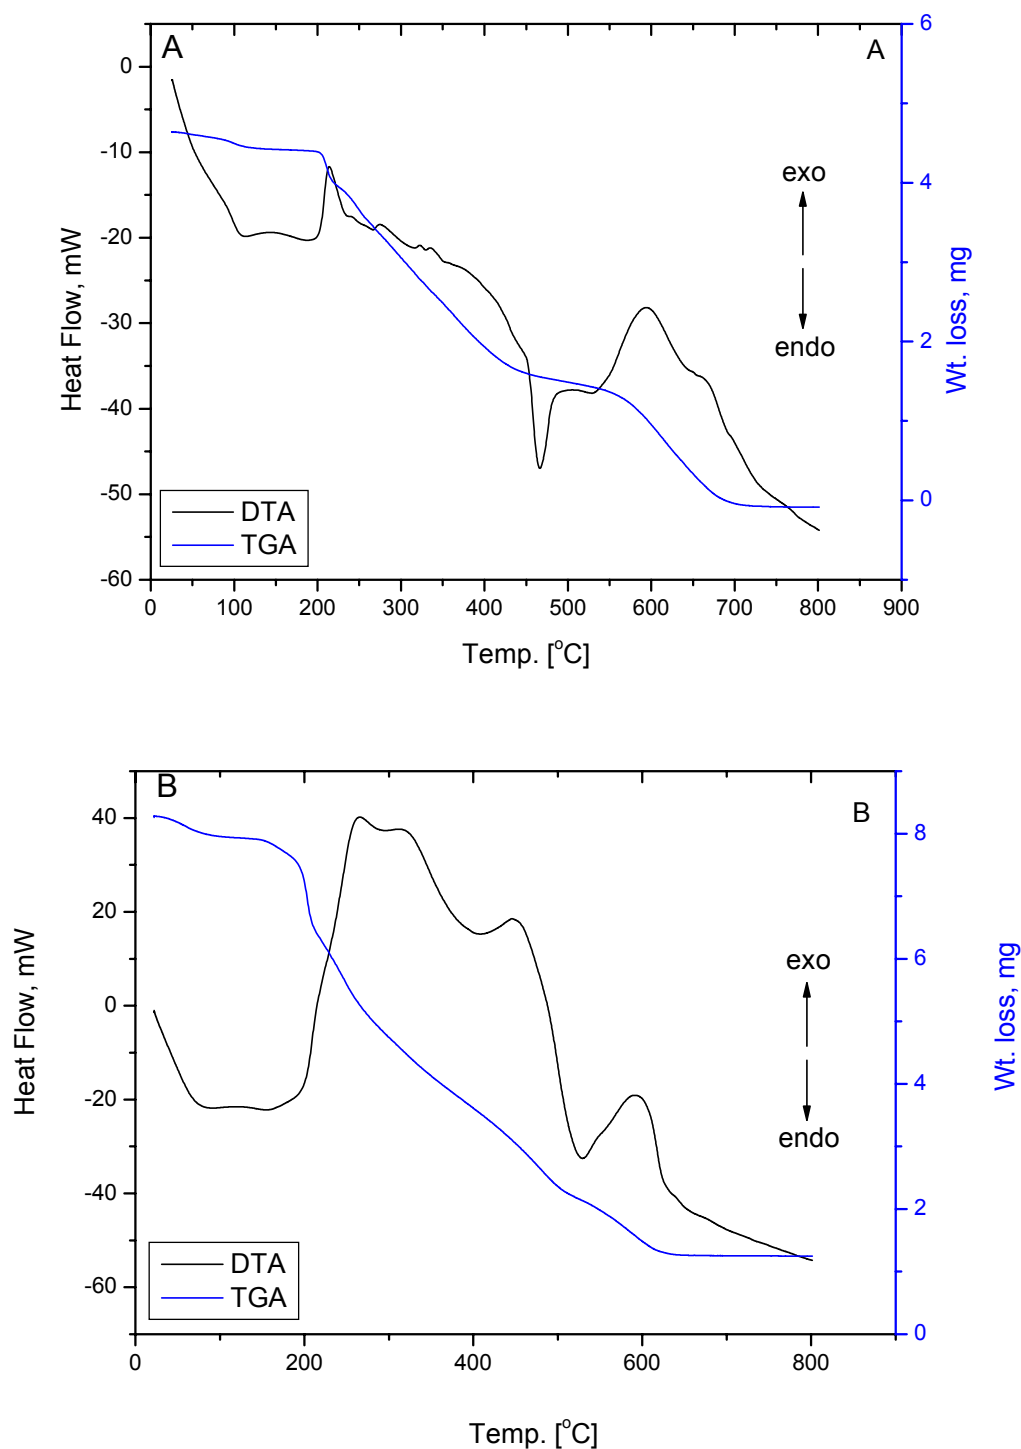 A
A
exo
endo
Heat Flow, mW
Wt. loss, mg
0
-10
-20
-30
-40
-50
-60
6
4
2
0
DTA
TGA
0 100 200 300 400 500 600 700 800 900
Temp. [°C]
B
B
exo
endo
Heat Flow, mW
Wt. loss, mg
40
20
0
-20
-40
-60
8
6
4
2
0
DTA
TGA
0 200 400 600 800
Temp. [°C]